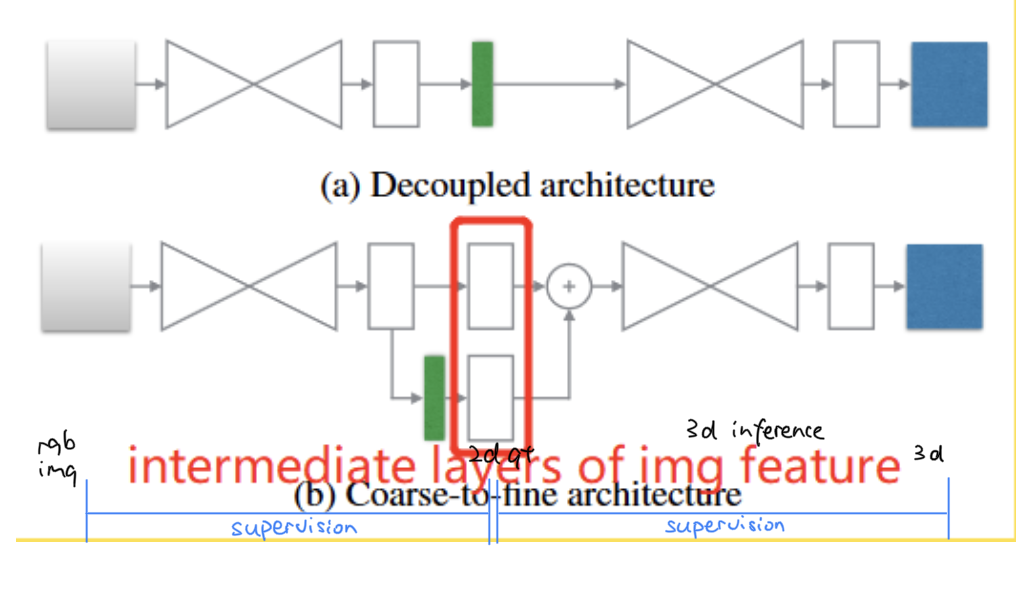 (a) Decoupled architecture
+
rgb
img
2d gt
3d inference
3d
intermediate layers of img feature
(b) Coarse-to-fine architecture
supervision
supervision